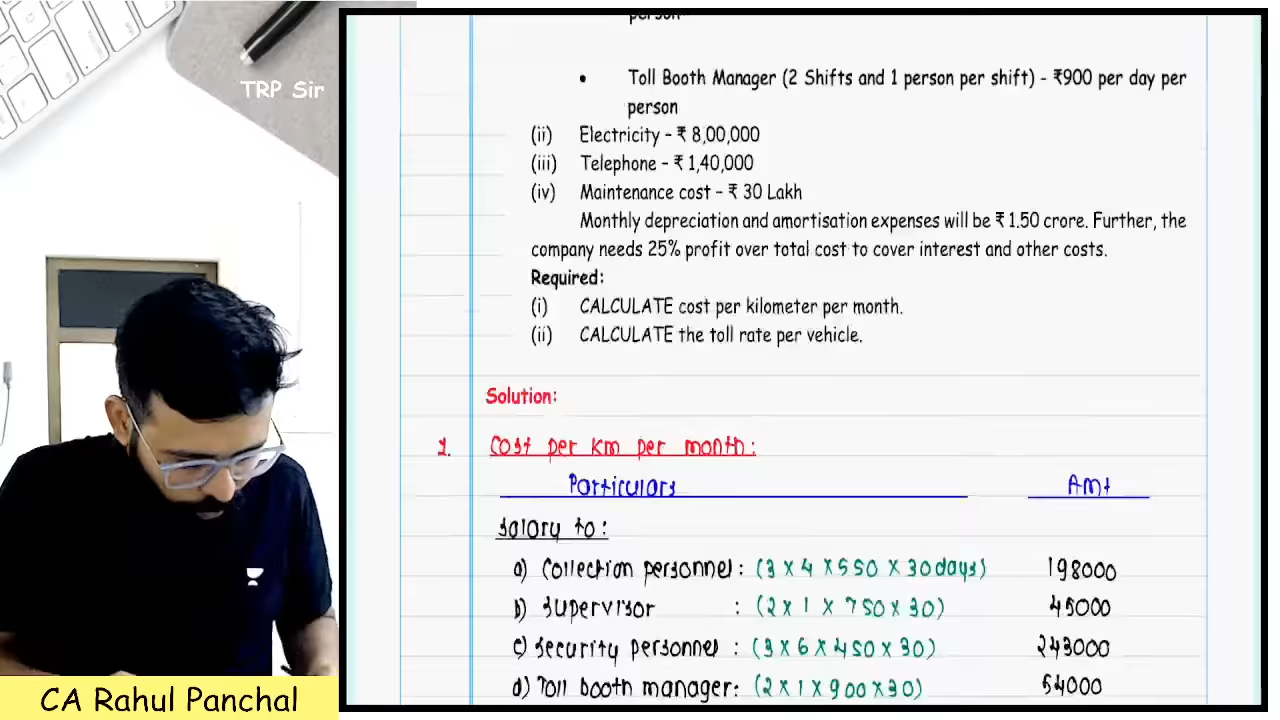 TRP Sir
person
• Toll Booth Manager (2 Shifts and 1 person per shift) - ₹900 per day per
person
(ii) Electricity - ₹ 8,00,000
(iii) Telephone - ₹ 1,40,000
(iv) Maintenance cost - ₹ 30 Lakh
Monthly depreciation and amortisation expenses will be ₹ 1.50 crore. Further, the
company needs 25% profit over total cost to cover interest and other costs.
Required:
(i) CALCULATE cost per kilometer per month.
(ii) CALCULATE the toll rate per vehicle.
Solution:
1. Cost per km per month:
Particulars Amt
Salary to:
a) Collection personnel: (3 x 4 x 550 x 30days) 198000
b) Supervisor : (2 x 1 x 750 x 30) 45000
c) Security personnel : (3 x 6 x 450 x 30) 243000
d) Toll booth manager: (2 x 1 x 900 x 30) 54000
CA Rahul Panchal